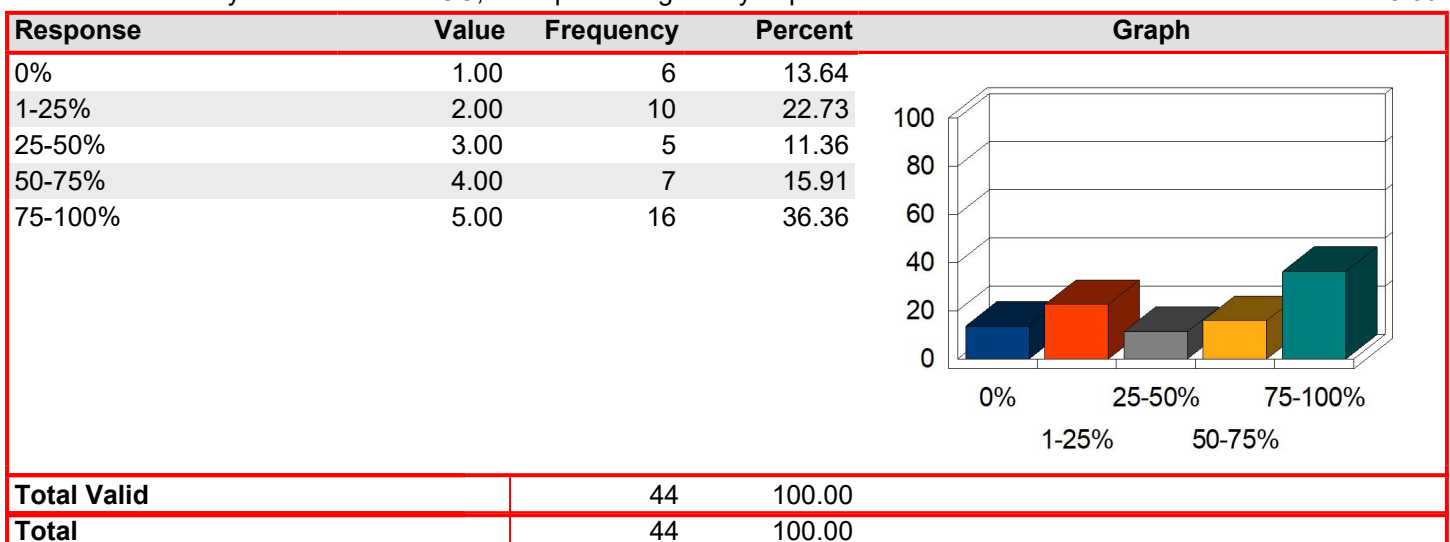 Response Value Frequency Percent Graph
0% 1.00 6 13.64
1-25% 2.00 10 22.73
25-50% 3.00 5 11.36
50-75% 4.00 7 15.91
75-100% 5.00 16 36.36
100
80
60
40
20
0
0% 25-50% 75-100%
1-25% 50-75%
Total Valid 44 100.00
Total 44 100.00